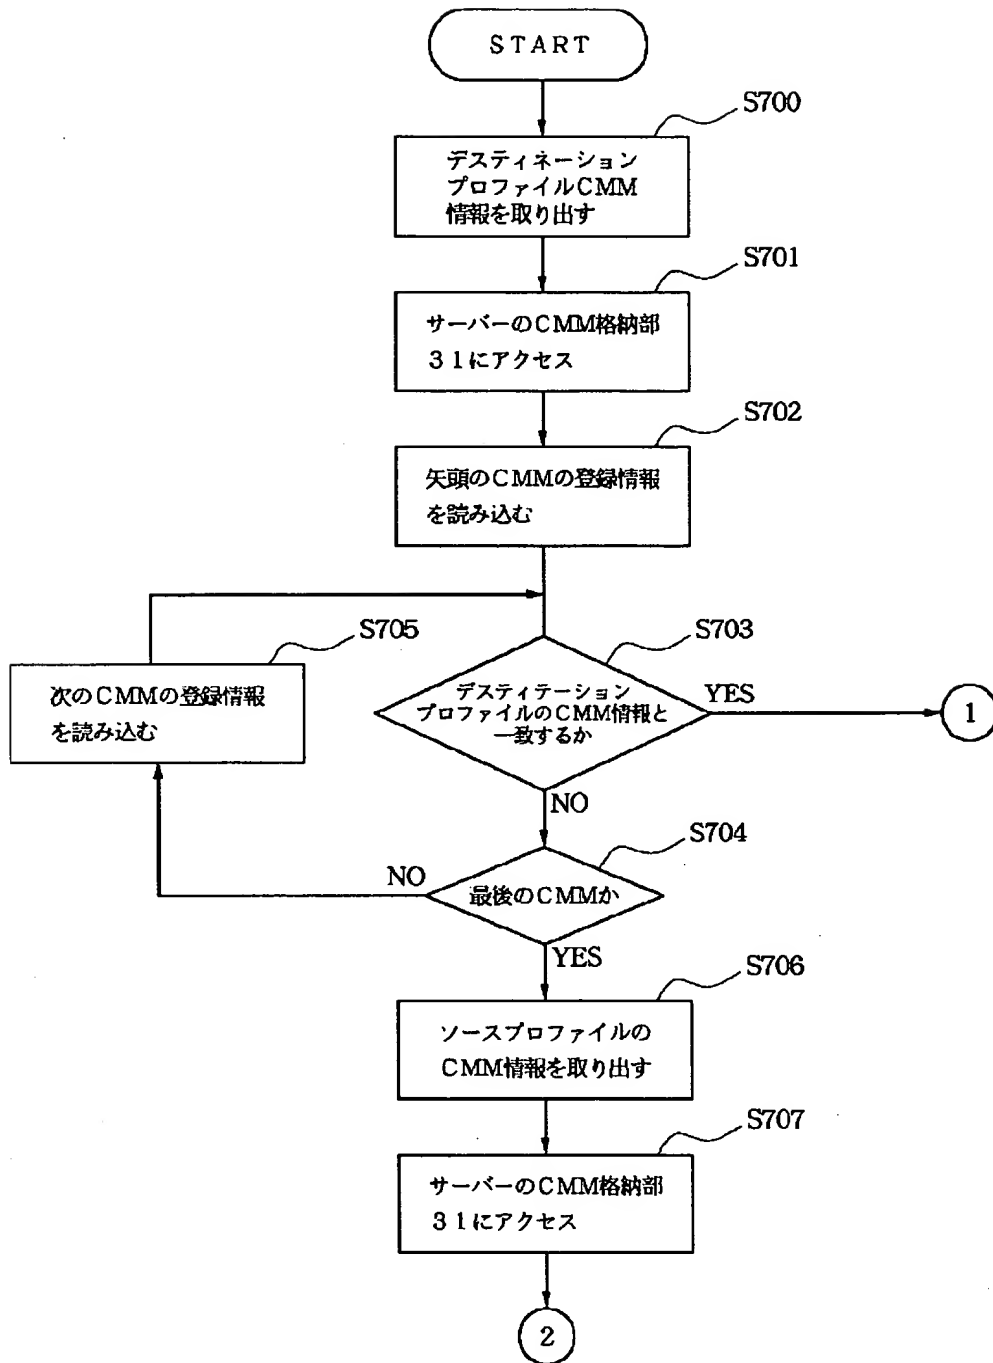 START
S700
デスティネーション
プロファイルCMM
情報を取り出す
S701
サーバーのCMM格納部
31にアクセス
S702
矢頭のCMMの登録情報
を読み込む
S705
次のCMMの登録情報
を読み込む
S703
デスティテーション
プロファイルのCMM情報と
一致するか
YES
1
NO
S704
最後のCMMか
NO
YES
S706
ソースプロファイルの
CMM情報を取り出す
S707
サーバーのCMM格納部
31にアクセス
2